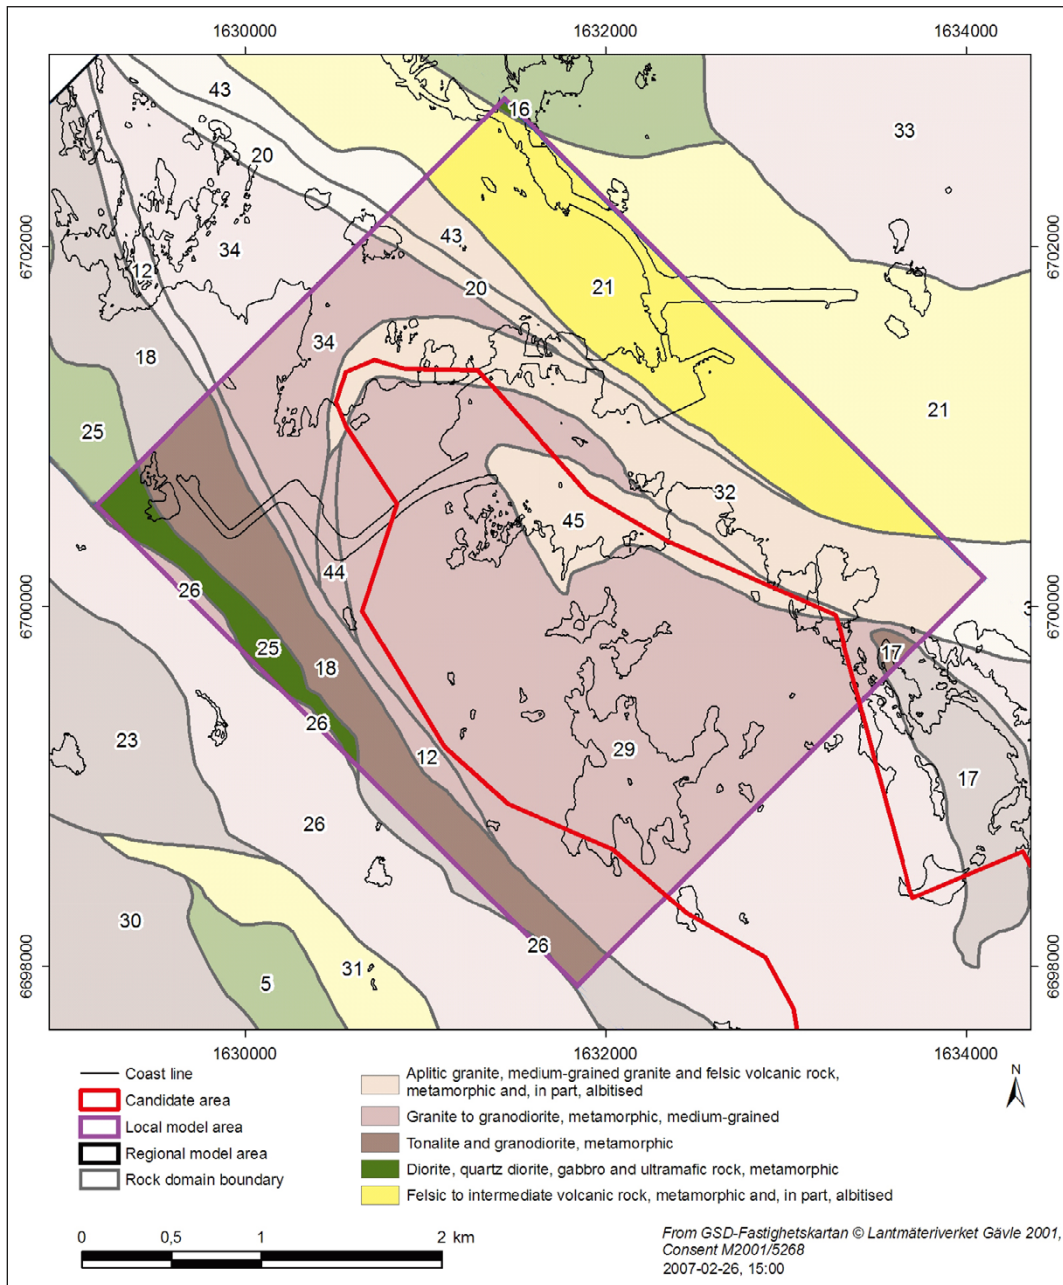 1630000 1632000 1634000
43
16
33
20
6702000 34 43 6702000
12
21
20
34
18
21
25
32
45
44
26
6700000 6700000
25
18
17
23
26
12 29
17
26
30
26
31
5
6698000 6698000
1630000 1632000 1634000
Coast line
Candidate area
Local model area
Regional model area
Rock domain boundary
Aplitic granite, medium-grained granite and felsic volcanic rock,
metamorphic and, in part, albitised
Granite to granodiorite, metamorphic, medium-grained
Tonalite and granodiorite, metamorphic
Diorite, quartz diorite, gabbro and ultramafic rock, metamorphic
Felsic to intermediate volcanic rock, metamorphic and, in part, albitised
N
0 0,5 1 2 km
From GSD-Fastighetskartan © Lantmäteriverket Gävle 2001,
Consent M2001/5268
2007-02-26, 15:00